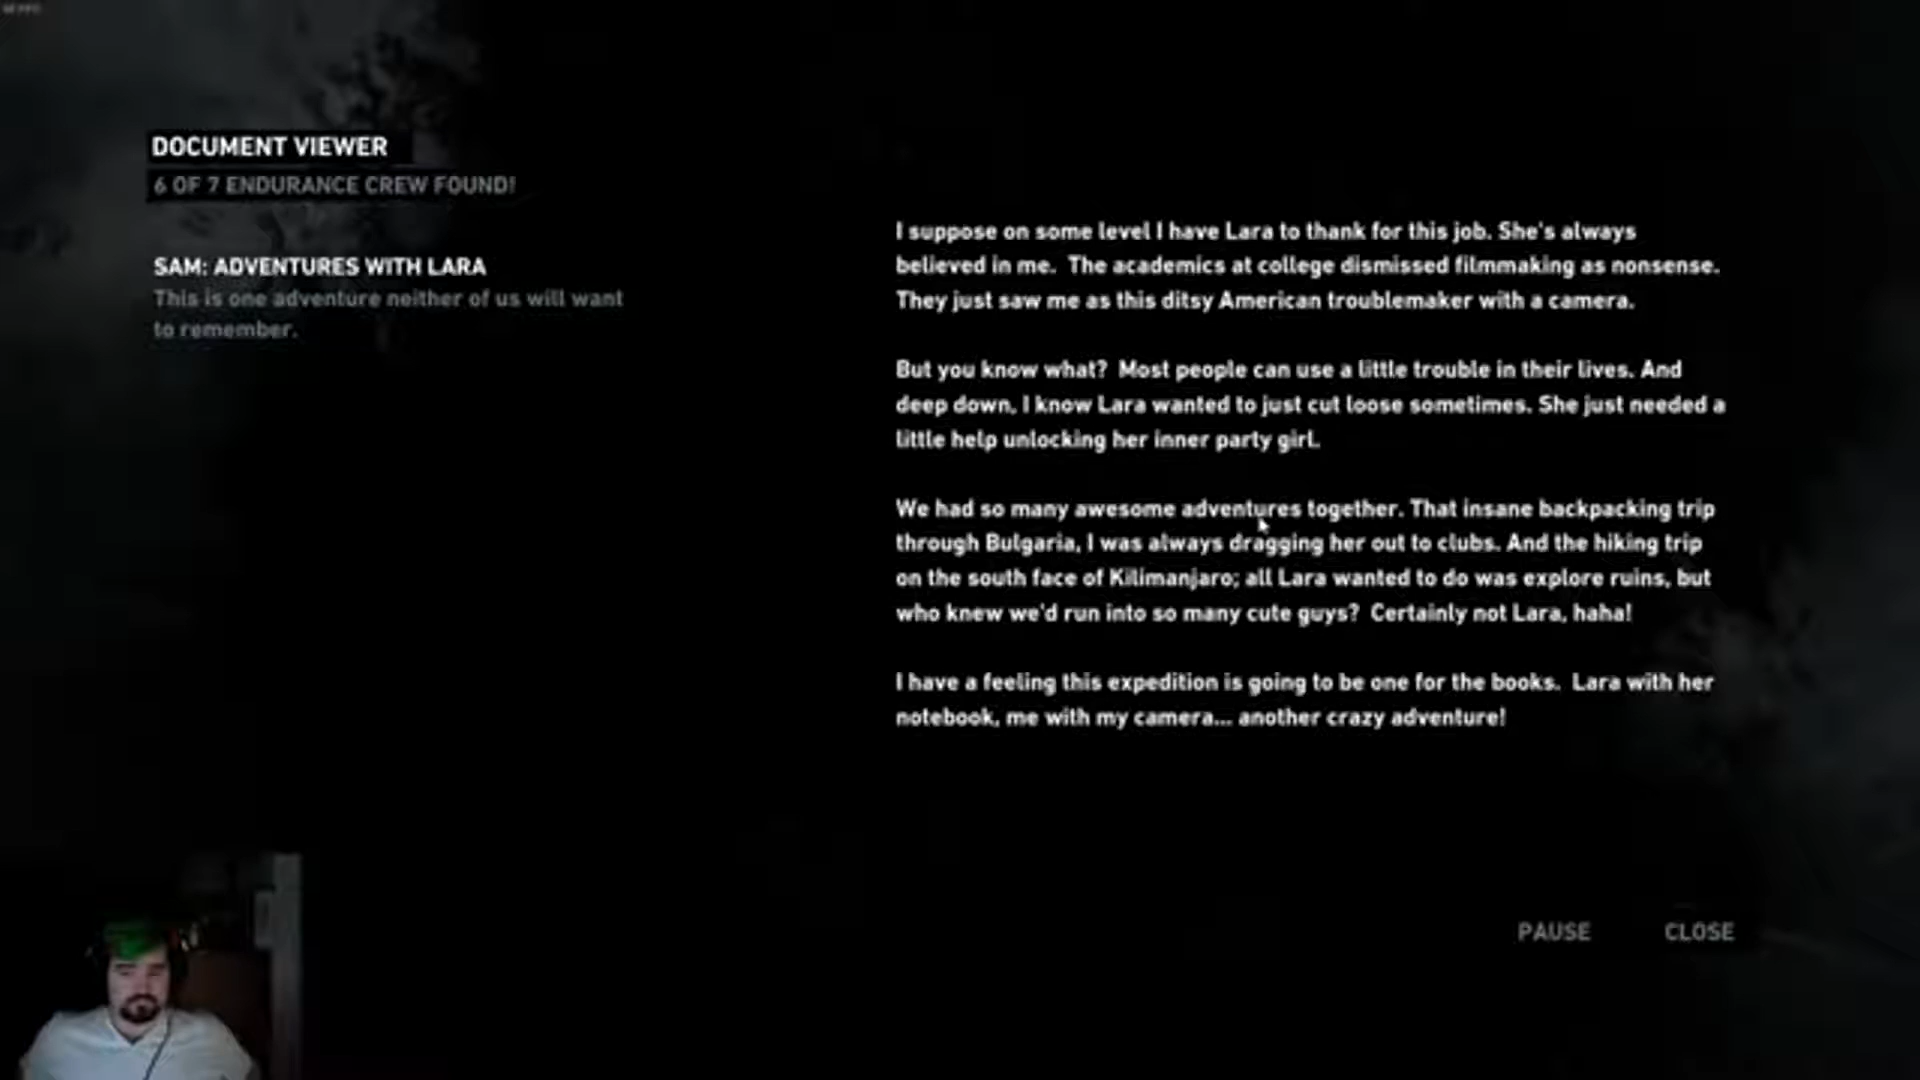 DOCUMENT VIEWER
6 OF 7 ENDURANCE CREW FOUND!
SAM: ADVENTURES WITH LARA
This is one adventure neither of us will want
to remember.
I suppose on some level I have Lara to thank for this job. She's always
believed in me.  The academics at college dismissed filmmaking as nonsense.
They just saw me as this ditsy American troublemaker with a camera.
But you know what?  Most people can use a little trouble in their lives. And
deep down, I know Lara wanted to just cut loose sometimes. She just needed a
little help unlocking her inner party girl.
We had so many awesome adventures together. That insane backpacking trip
through Bulgaria, I was always dragging her out to clubs. And the hiking trip
on the south face of Kilimanjaro; all Lara wanted to do was explore ruins, but
who knew we'd run into so many cute guys?  Certainly not Lara, haha!
I have a feeling this expedition is going to be one for the books.  Lara with her
notebook, me with my camera... another crazy adventure!
PAUSE CLOSE